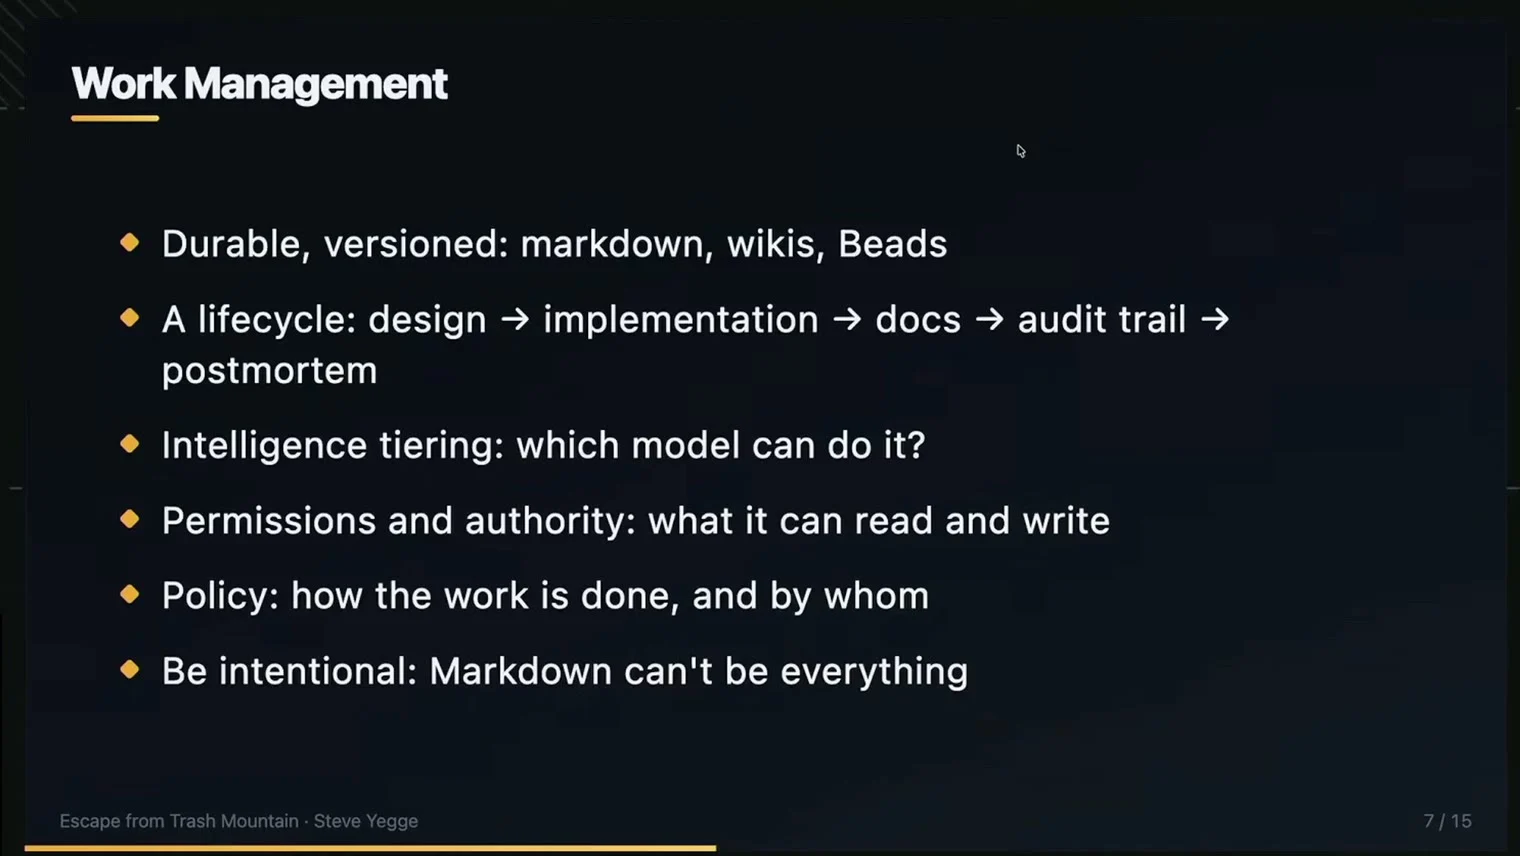 Work Management
Durable, versioned: markdown, wikis, Beads
A lifecycle: design → implementation → docs → audit trail →
postmortem
Intelligence tiering: which model can do it?
Permissions and authority: what it can read and write
Policy: how the work is done, and by whom
Be intentional: Markdown can't be everything
Escape from Trash Mountain · Steve Yegge
7 / 15